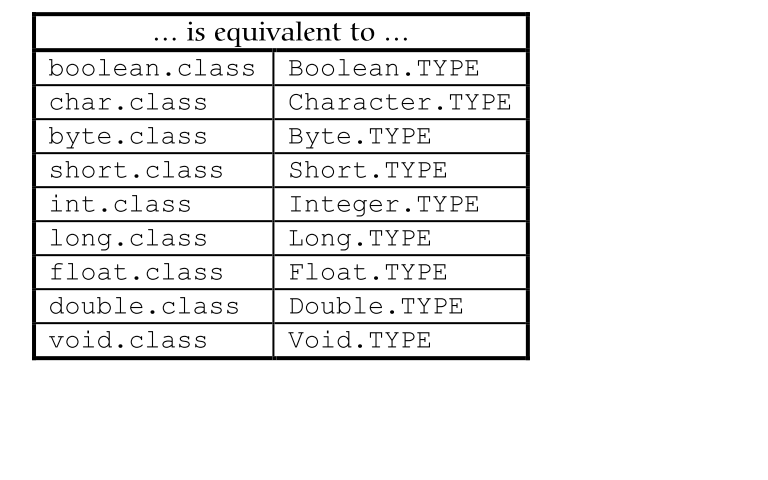 … is equivalent to …
boolean.class Boolean.TYPE
char.class Character.TYPE
byte.class Byte.TYPE
short.class Short.TYPE
int.class Integer.TYPE
long.class Long.TYPE
float.class Float.TYPE
double.class Double.TYPE
void.class Void.TYPE